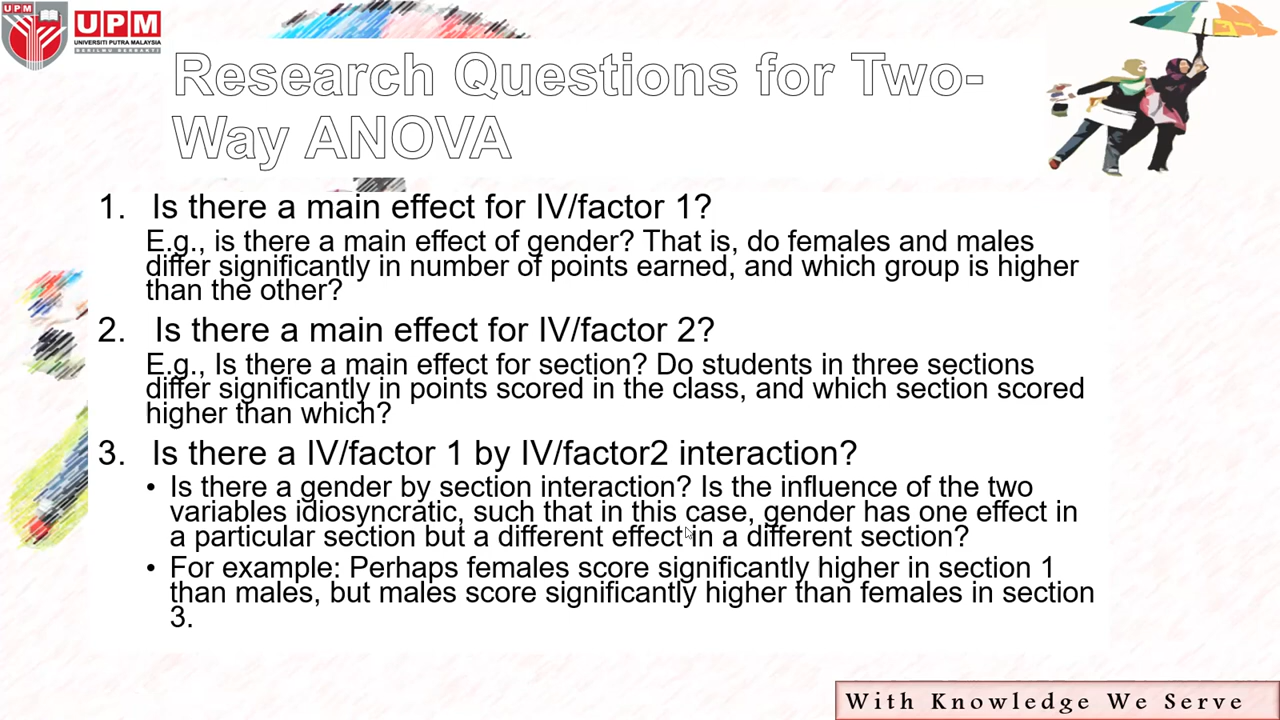 UPM
UPM
UNIVERSITI PUTRA MALAYSIA
BERILMU BERBAKTI
Research Questions for Two-
Way ANOVA
1. Is there a main effect for IV/factor 1?
E.g., is there a main effect of gender? That is, do females and males
differ significantly in number of points earned, and which group is higher
than the other?
2. Is there a main effect for IV/factor 2?
E.g., Is there a main effect for section? Do students in three sections
differ significantly in points scored in the class, and which section scored
higher than which?
3. Is there a IV/factor 1 by IV/factor2 interaction?
• Is there a gender by section interaction? Is the influence of the two
variables idiosyncratic, such that in this case, gender has one effect in
a particular section but a different effect in a different section?
• For example: Perhaps females score significantly higher in section 1
than males, but males score significantly higher than females in section
3.
With Knowledge We Serve